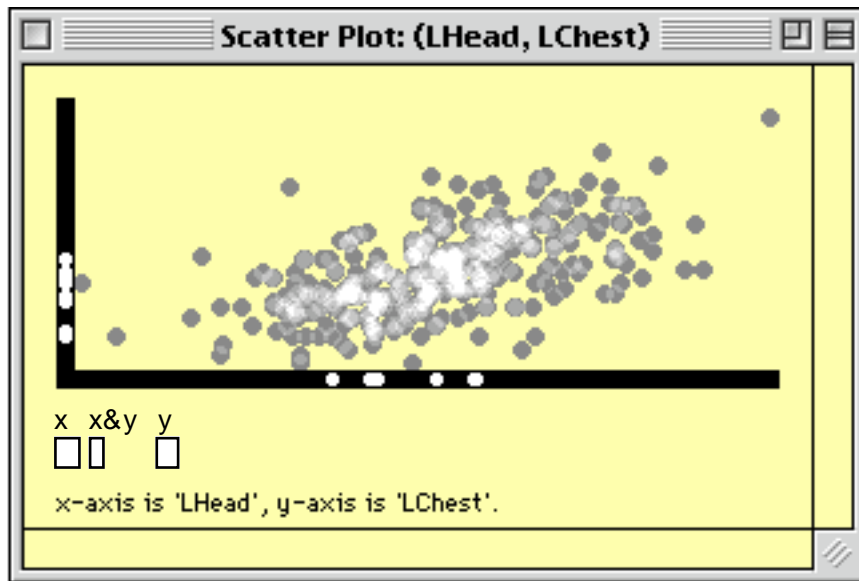 Scatter Plot: (LHead, LChest)
x x&y y
x-axis is 'LHead', y-axis is 'LChest'.